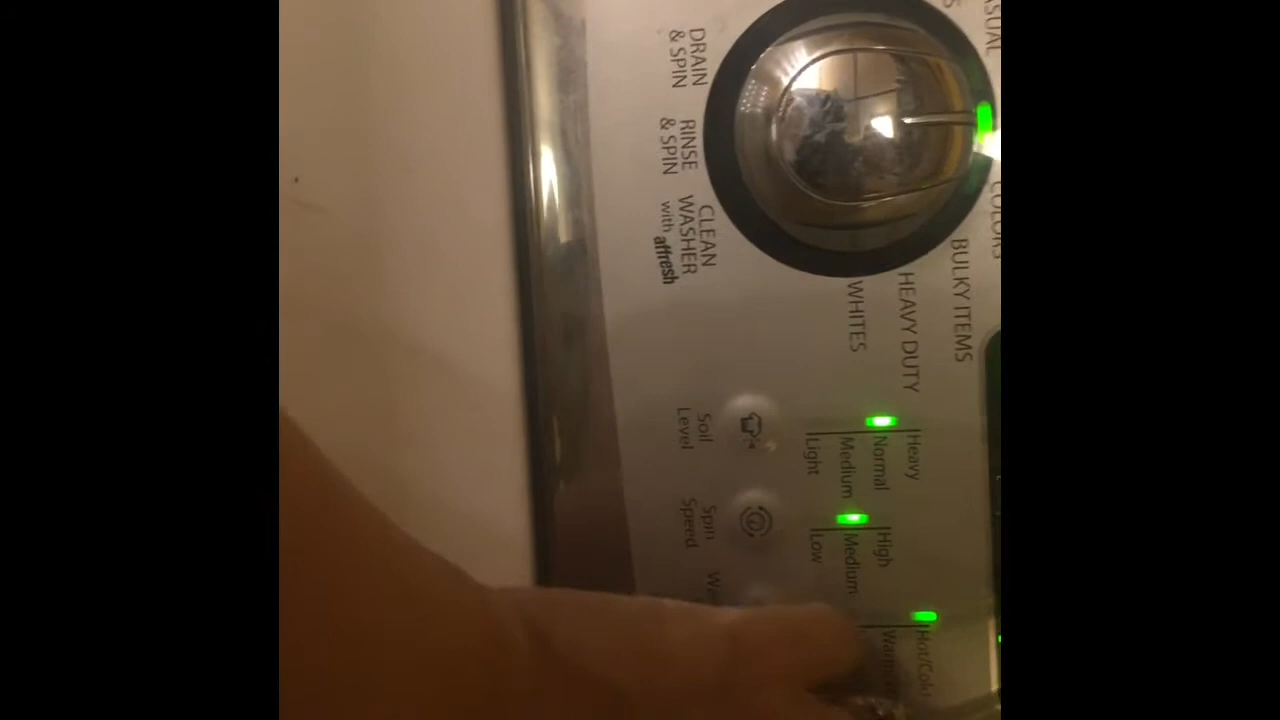 DRAIN
& SPIN
RINSE
& SPIN
CLEAN
WASHER
with affresh
WHITES
HEAVY DUTY
BULKY ITEMS
COLORS
Heavy
Normal
Medium
Light
Soil
Level
High
Medium
Low
Spin
Speed
Hot/Cold